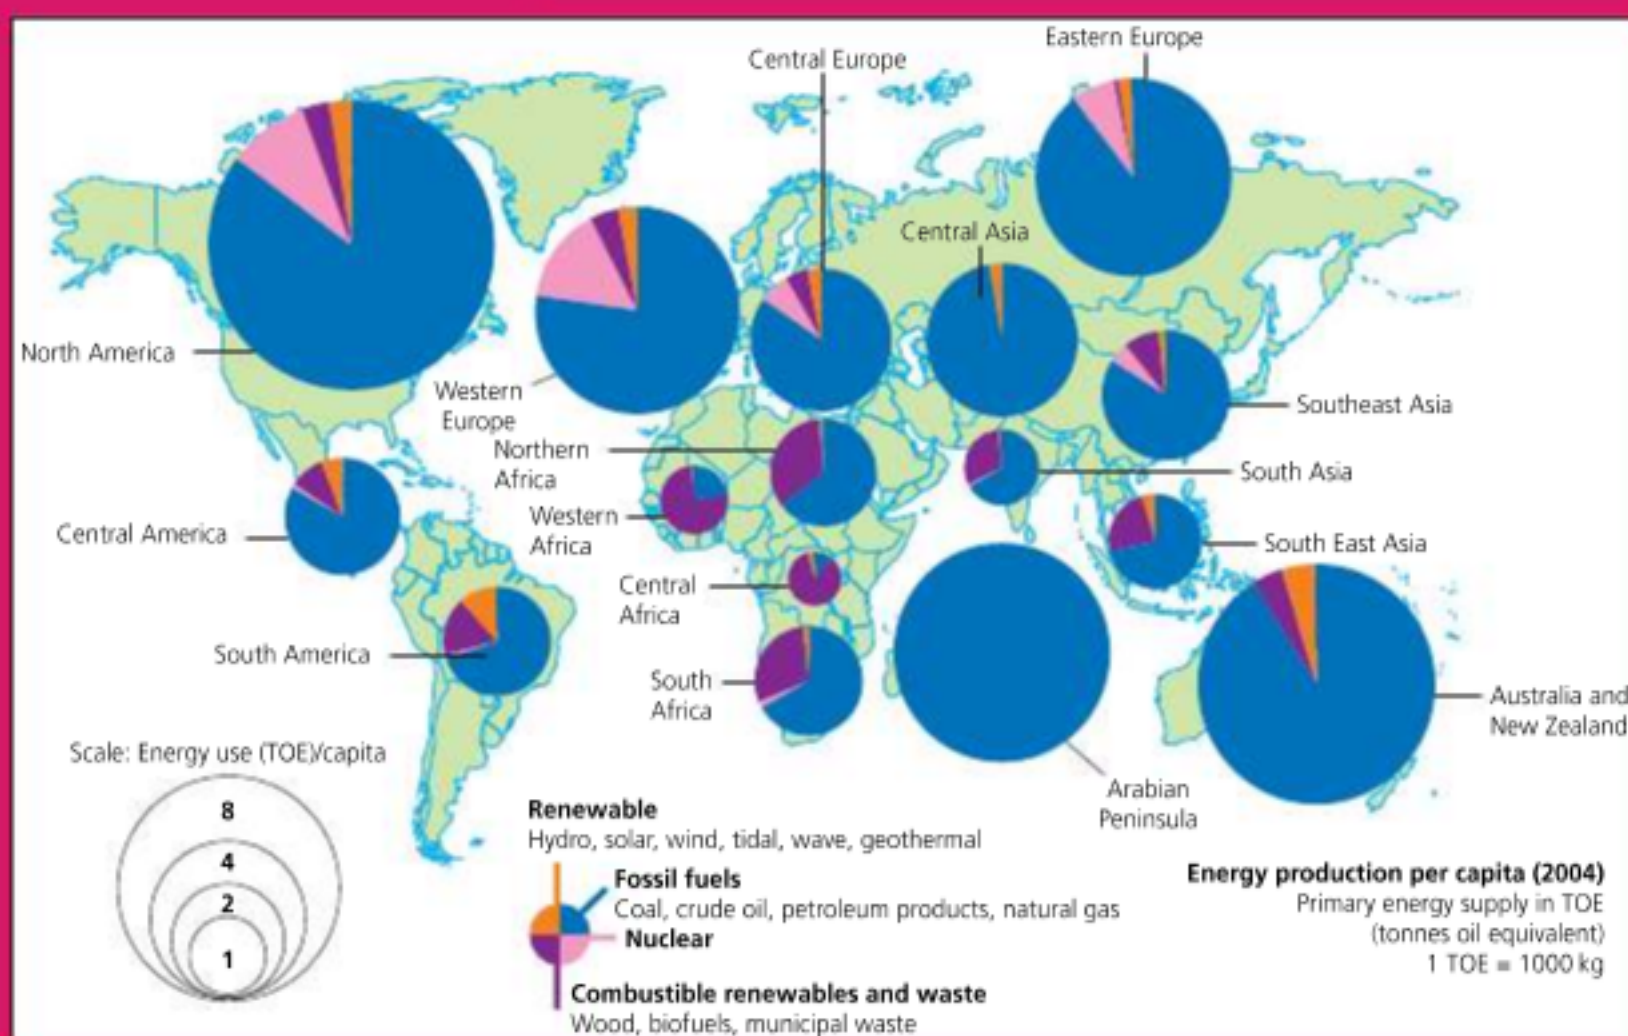 Eastern Europe
Central Europe
Central Asia
North America
Western
Europe
Southeast Asia
Northern
Africa
South Asia
Western
Africa
Central America
South East Asia
Central
Africa
South America
South
Africa
Australia and
New Zealand
Arabian
Peninsula
Scale: Energy use (TOE)/capita
8
4
2
1
Renewable
Hydro, solar, wind, tidal, wave, geothermal
Fossil fuels
Coal, crude oil, petroleum products, natural gas
Nuclear
Combustible renewables and waste
Wood, biofuels, municipal waste
Energy production per capita (2004)
Primary energy supply in TOE
(tonnes oil equivalent)
1 TOE = 1000 kg